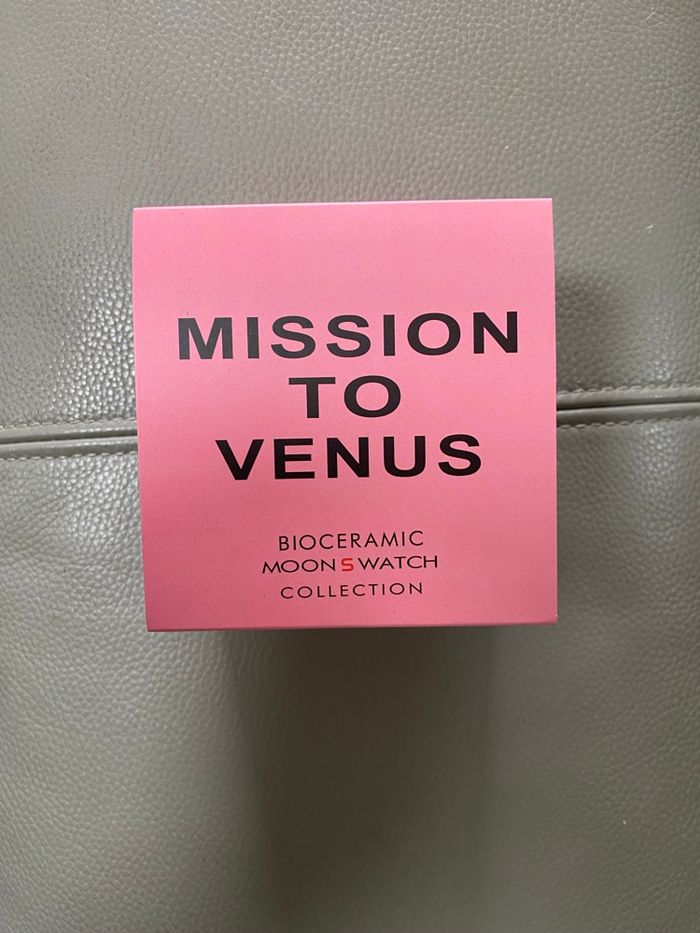 MISSION
TO
VENUS
BIOCERAMIC
MOONSWATCH
COLLECTION